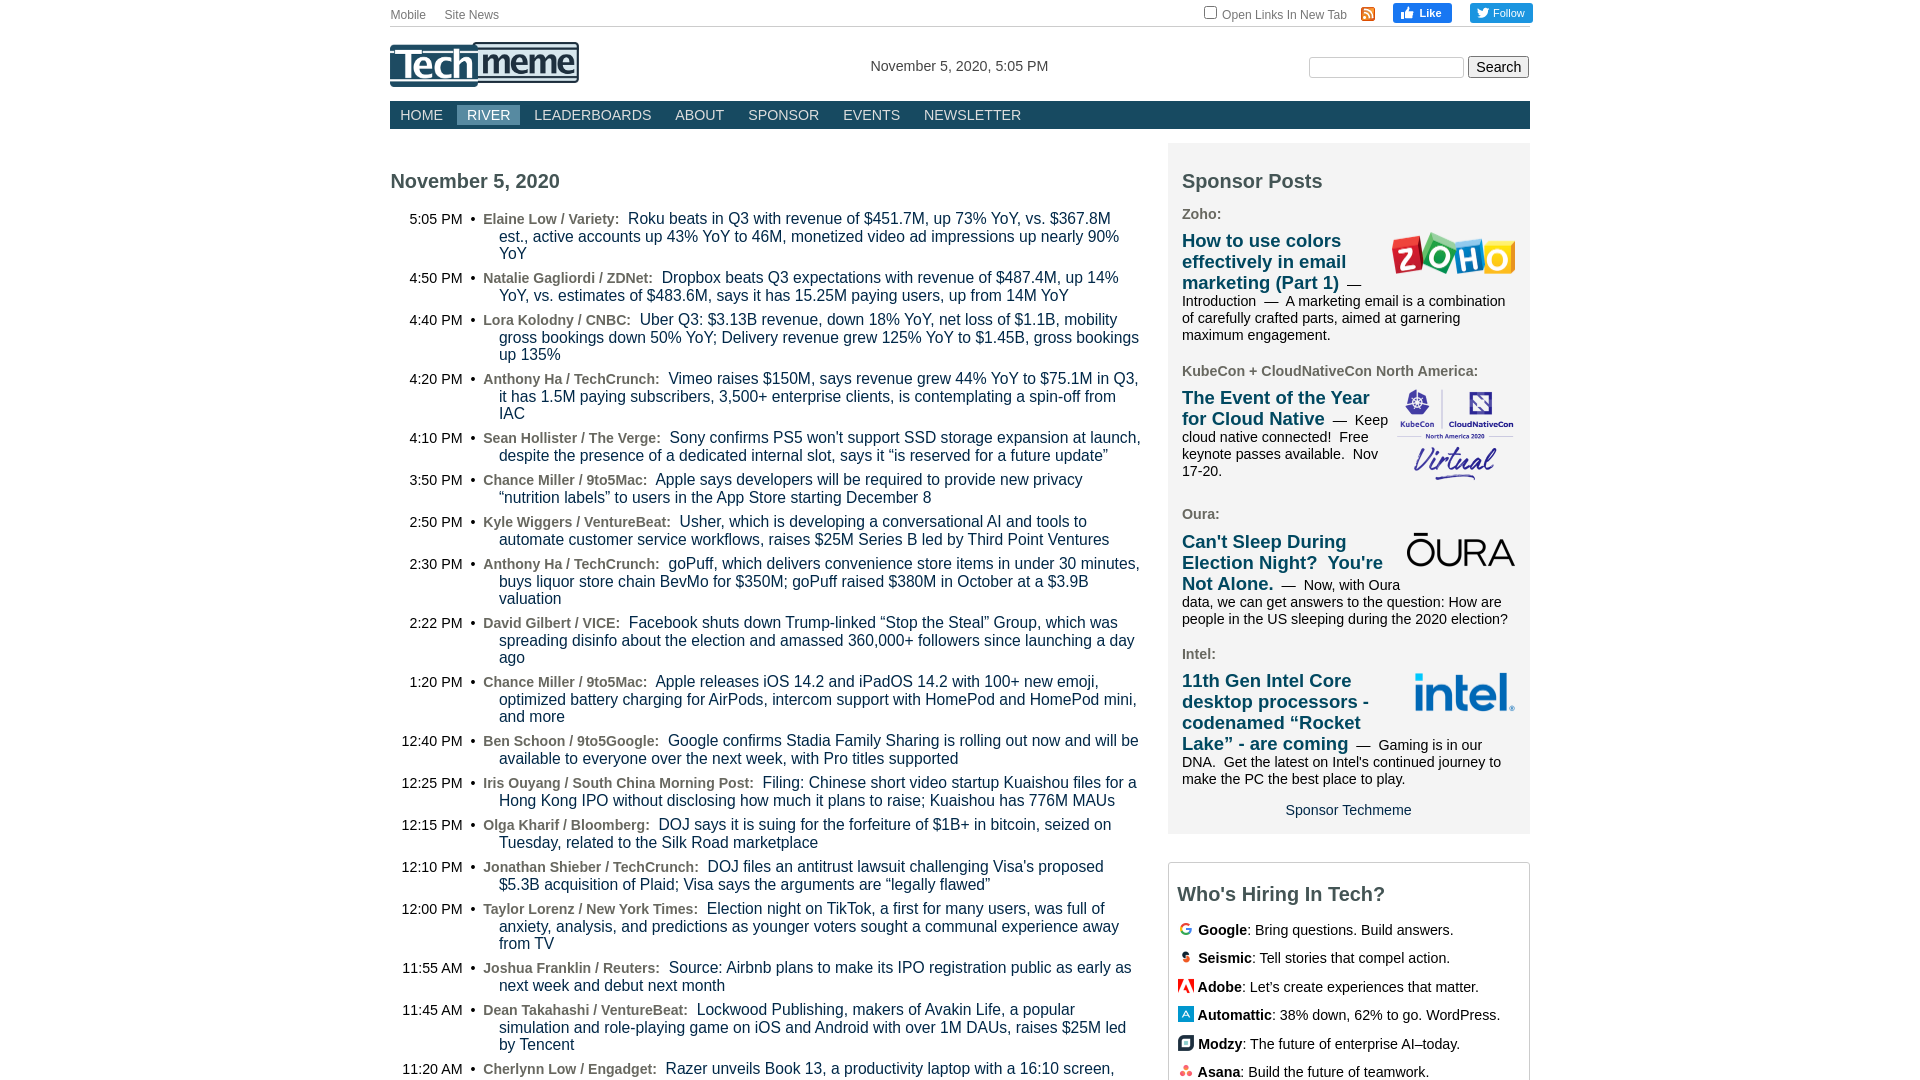 Mobile Site News
Open Links In New Tab
Like
Follow
Techmeme
November 5, 2020, 5:05 PM
Search
HOME RIVER LEADERBOARDS ABOUT SPONSOR EVENTS NEWSLETTER
November 5, 2020
5:05 PM • Elaine Low / Variety: Roku beats in Q3 with revenue of $451.7M, up 73% YoY, vs. $367.8M
est., active accounts up 43% YoY to 46M, monetized video ad impressions up nearly 90%
YoY
4:50 PM • Natalie Gagliordi / ZDNet: Dropbox beats Q3 expectations with revenue of $487.4M, up 14%
YoY, vs. estimates of $483.6M, says it has 15.25M paying users, up from 14M YoY
4:40 PM • Lora Kolodny / CNBC: Uber Q3: $3.13B revenue, down 18% YoY, net loss of $1.1B, mobility
gross bookings down 50% YoY; Delivery revenue grew 125% YoY to $1.45B, gross bookings
up 135%
4:20 PM • Anthony Ha / TechCrunch: Vimeo raises $150M, says revenue grew 44% YoY to $75.1M in Q3,
it has 1.5M paying subscribers, 3,500+ enterprise clients, is contemplating a spin-off from
IAC
4:10 PM • Sean Hollister / The Verge: Sony confirms PS5 won't support SSD storage expansion at launch,
despite the presence of a dedicated internal slot, says it “is reserved for a future update”
3:50 PM • Chance Miller / 9to5Mac: Apple says developers will be required to provide new privacy
“nutrition labels” to users in the App Store starting December 8
2:50 PM • Kyle Wiggers / VentureBeat: Usher, which is developing a conversational AI and tools to
automate customer service workflows, raises $25M Series B led by Third Point Ventures
2:30 PM • Anthony Ha / TechCrunch: goPuff, which delivers convenience store items in under 30 minutes,
buys liquor store chain BevMo for $350M; goPuff raised $380M in October at a $3.9B
valuation
2:22 PM • David Gilbert / VICE: Facebook shuts down Trump-linked “Stop the Steal” Group, which was
spreading disinfo about the election and amassed 360,000+ followers since launching a day
ago
1:20 PM • Chance Miller / 9to5Mac: Apple releases iOS 14.2 and iPadOS 14.2 with 100+ new emoji,
optimized battery charging for AirPods, intercom support with HomePod and HomePod mini,
and more
12:40 PM • Ben Schoon / 9to5Google: Google confirms Stadia Family Sharing is rolling out now and will be
available to everyone over the next week, with Pro titles supported
12:25 PM • Iris Ouyang / South China Morning Post: Filing: Chinese short video startup Kuaishou files for a
Hong Kong IPO without disclosing how much it plans to raise; Kuaishou has 776M MAUs
12:15 PM • Olga Kharif / Bloomberg: DOJ says it is suing for the forfeiture of $1B+ in bitcoin, seized on
Tuesday, related to the Silk Road marketplace
12:10 PM • Jonathan Shieber / TechCrunch: DOJ files an antitrust lawsuit challenging Visa's proposed
$5.3B acquisition of Plaid; Visa says the arguments are “legally flawed”
12:00 PM • Taylor Lorenz / New York Times: Election night on TikTok, a first for many users, was full of
anxiety, analysis, and predictions as younger voters sought a communal experience away
from TV
11:55 AM • Joshua Franklin / Reuters: Source: Airbnb plans to make its IPO registration public as early as
next week and debut next month
11:45 AM • Dean Takahashi / VentureBeat: Lockwood Publishing, makers of Avakin Life, a popular
simulation and role-playing game on iOS and Android with over 1M DAUs, raises $25M led
by Tencent
11:20 AM • Cherlynn Low / Engadget: Razer unveils Book 13, a productivity laptop with a 16:10 screen,
Sponsor Posts
Zoho:
How to use colors
effectively in email
marketing (Part 1) —
Introduction — A marketing email is a combination
of carefully crafted parts, aimed at garnering
maximum engagement.
ZOHO
KubeCon + CloudNativeCon North America:
The Event of the Year
for Cloud Native — Keep
cloud native connected! Free
keynote passes available. Nov
17-20.
KubeCon CloudNativeCon
North America 2020
Virtual
Oura:
Can't Sleep During
Election Night? You're
Not Alone. — Now, with Oura
data, we can get answers to the question: How are
people in the US sleeping during the 2020 election?
ŌURA
Intel:
11th Gen Intel Core
desktop processors -
codenamed “Rocket
Lake” - are coming — Gaming is in our
DNA. Get the latest on Intel's continued journey to
make the PC the best place to play.
intel®
Sponsor Techmeme
Who's Hiring In Tech?
Google: Bring questions. Build answers.
Seismic: Tell stories that compel action.
Adobe: Let’s create experiences that matter.
Automattic: 38% down, 62% to go. WordPress.
Modzy: The future of enterprise AI–today.
Asana: Build the future of teamwork.